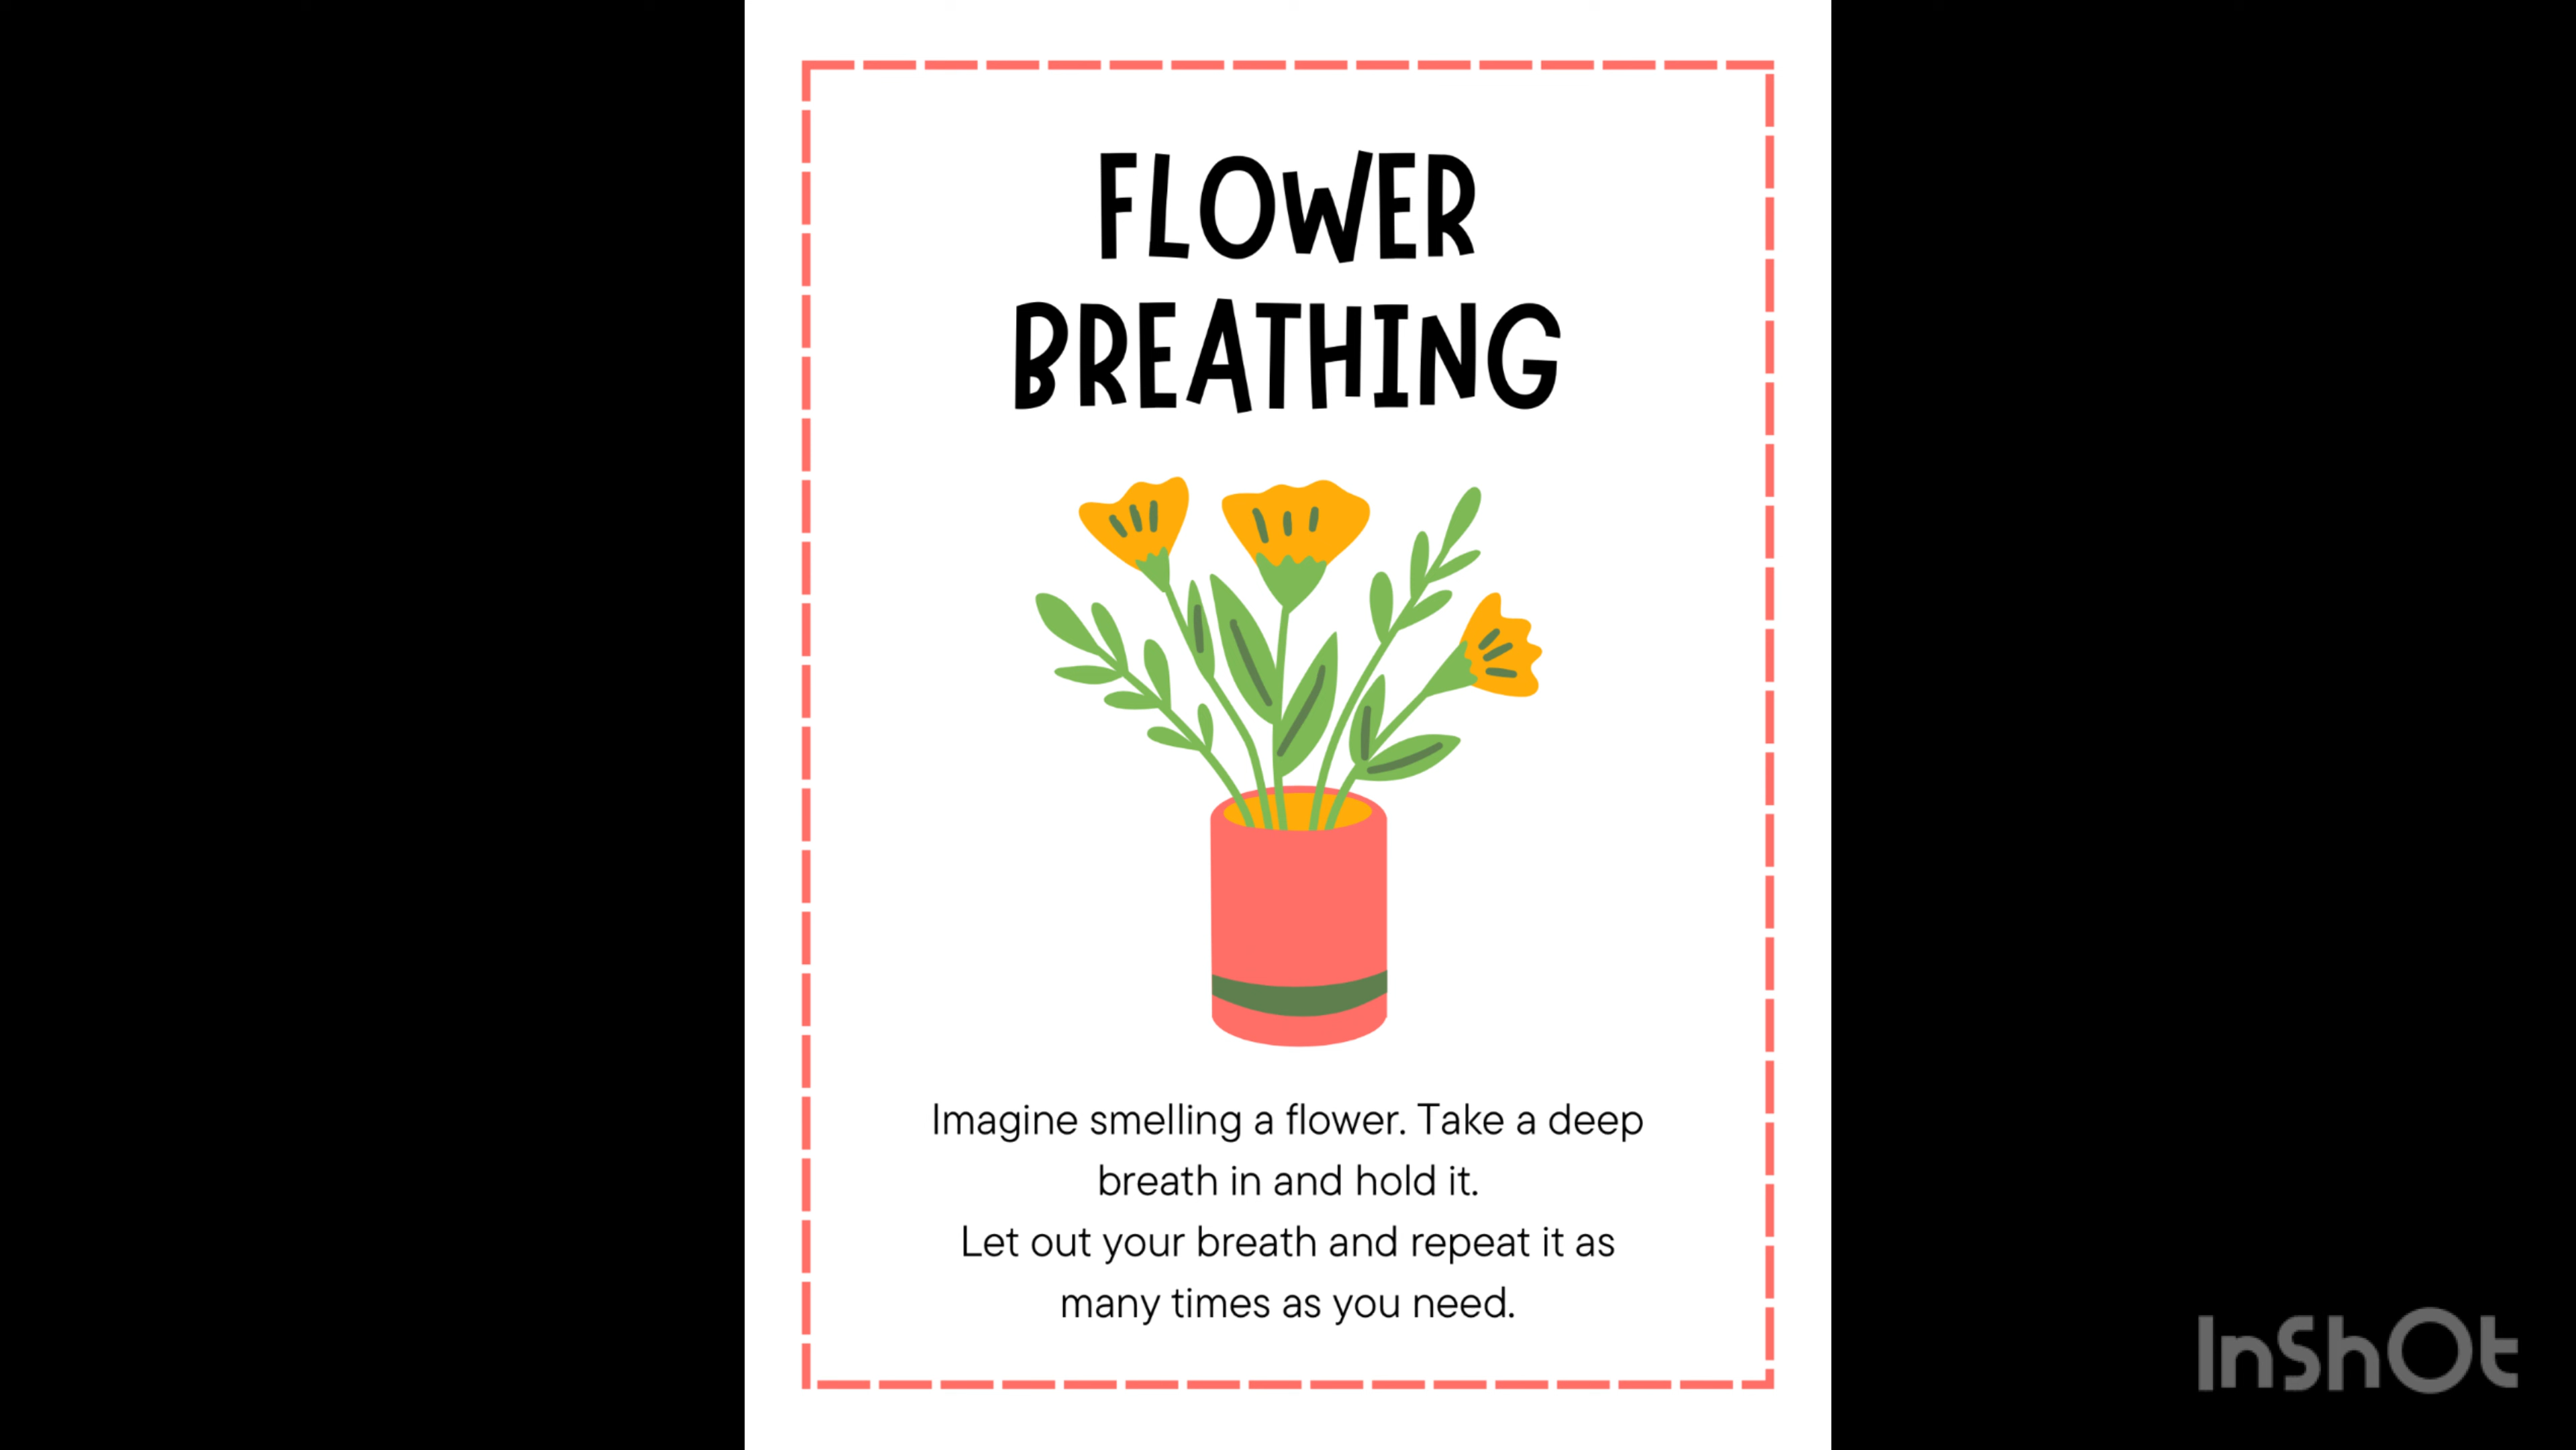 FLOWER
BREATHING
Imagine smelling a flower. Take a deep
breath in and hold it.
Let out your breath and repeat it as
many times as you need.
InShOt